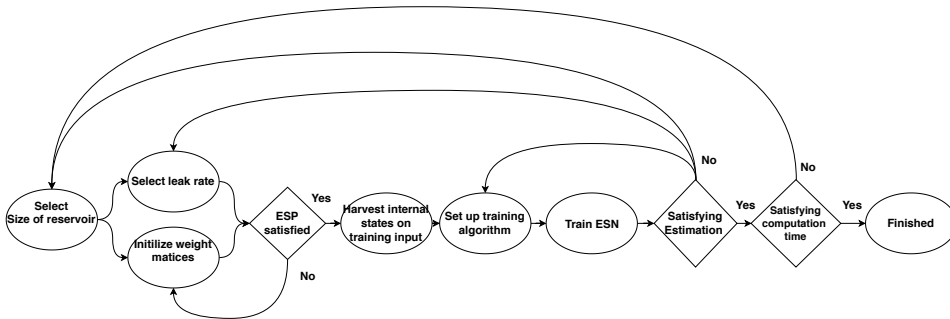 Select
Size of reservoir
Select leak rate
Initilize weight
matices
ESP
satisfied
Yes
No
Harvest internal
states on
training input
Set up training
algorithm
Train ESN
Satisfying
Estimation
No
Yes
Satisfying
computation
time
No
Yes
Finished